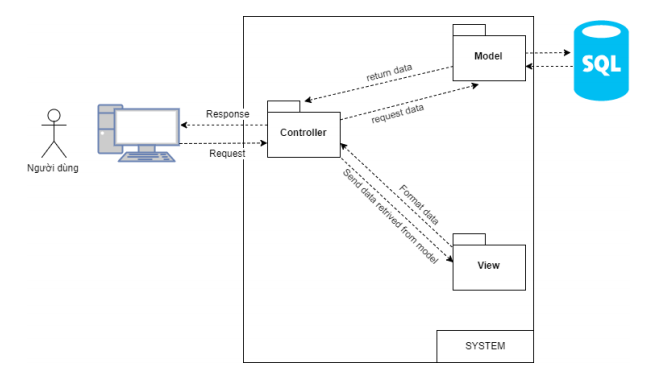 Model
SQL
return data
request data
Response
Controller
Request
Người dùng
Format data
Send data retrived from model
View
SYSTEM